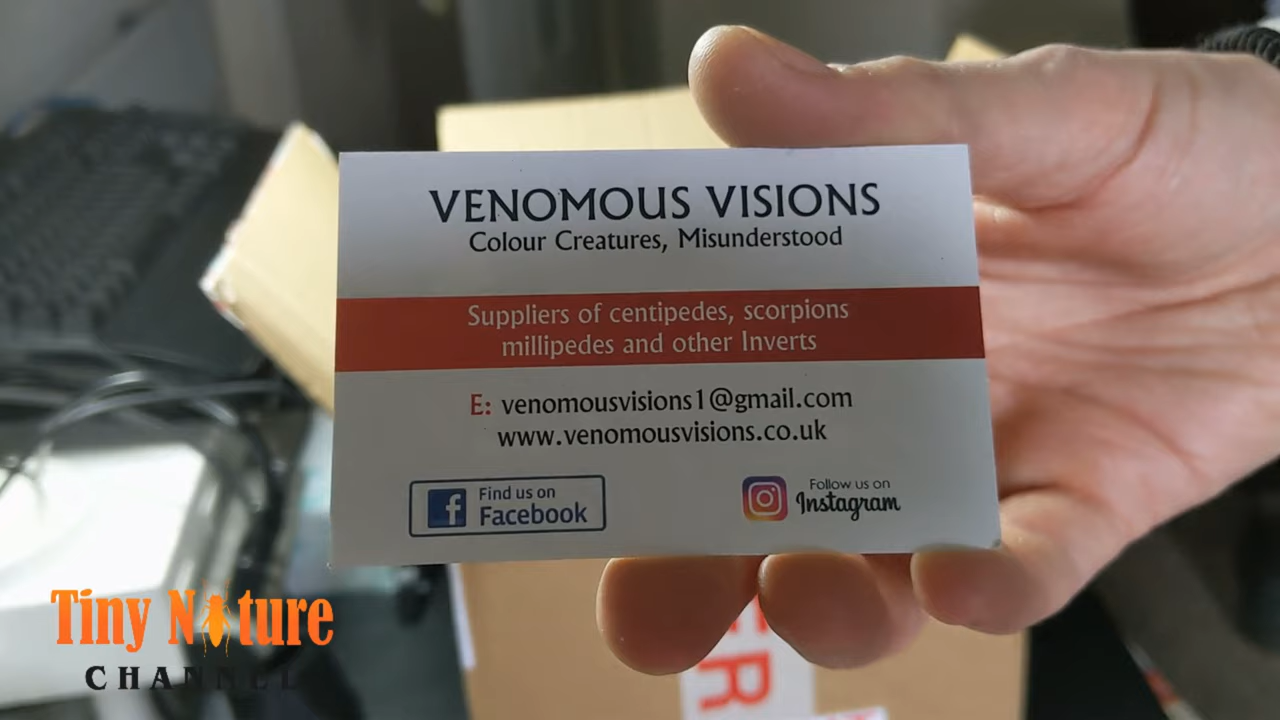 VENOMOUS VISIONS
Colour Creatures, Misunderstood
Suppliers of centipedes, scorpions
millipedes and other Inverts
E: venomousvisions1@gmail.com
www.venomousvisions.co.uk
Find us on
Facebook
Follow us on
Instagram
ER
Tiny Nature
CHANNEL